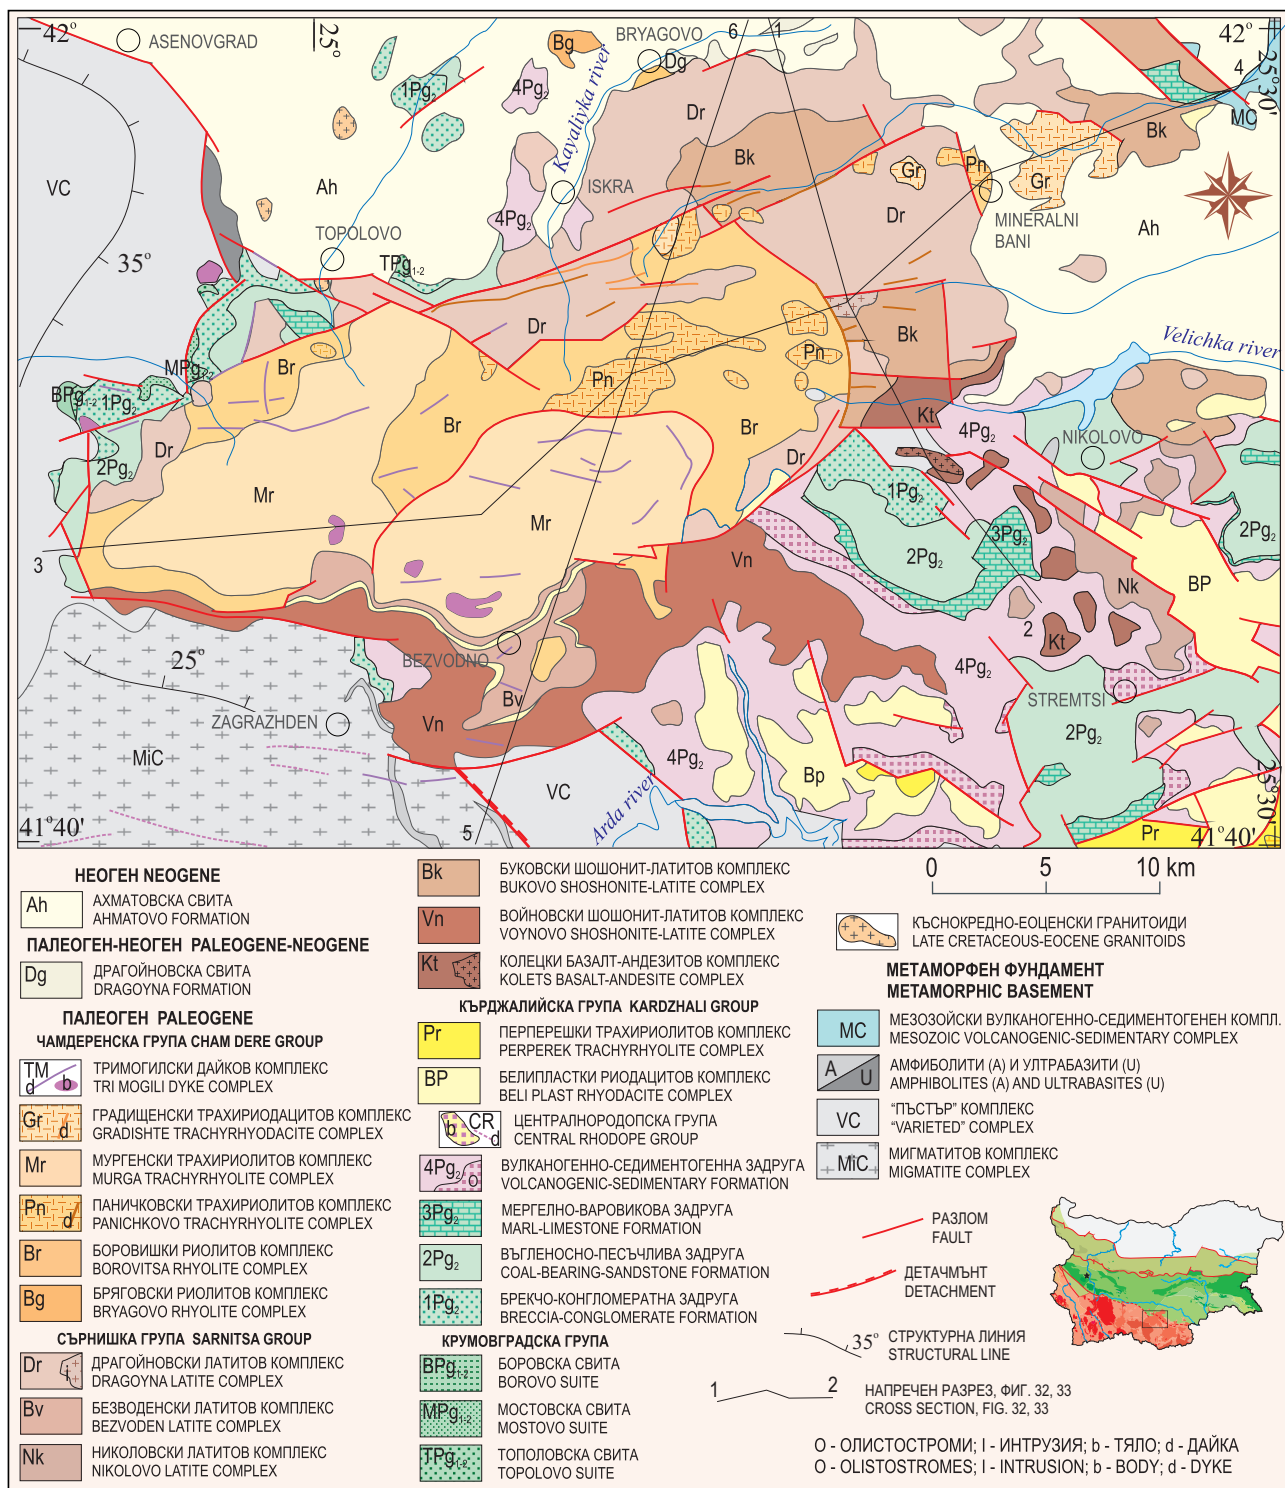 42°
ASENOVGRAD
25°
Bg
BRYAGOVO
6
1
42°
25°30'
4
Dg
1Pg2
4Pg2
Kayaliyka river
Dr
MC
Bk
Bk
VC
Ah
ISKRA
Gr
Pn
Gr
4Pg2
Dr
MINERALNI
BANI
Ah
TOPOLOVO
35°
TPg1-2
Dr
Bk
Velichka river
MPg1-2
Br
Pn
Pn
BPg1-2
1Pg2
Kt
4Pg2
NIKOLOVO
Dr
Br
Br
Dr
2Pg2
Mr
1Pg2
Mr
3Pg2
2Pg2
3
Vn
2Pg2
Nk
BP
2
Kt
25°
BEZVODNO
4Pg2
STREMTSI
Bv
ZAGRAZHDEN
Vn
2Pg2
MiC
4Pg2
VC
Bp
Arda river
25°30'
41°40'
5
Pr
41°40'
НЕОГЕН NEOGENE
Ah
АХМАТОВСКА СВИТА
AHMATOVO FORMATION
ПАЛЕОГЕН-НЕОГЕН PALEOGENE-NEOGENE
Dg
ДРАГОЙНОВСКА СВИТА
DRAGOYNA FORMATION
ПАЛЕОГЕН PALEOGENE
ЧАМДЕРЕНСКА ГРУПА CHAM DERE GROUP
TM
d b
ТРИМОГИЛСКИ ДАЙКОВ КОМПЛЕКС
TRI MOGILI DYKE COMPLEX
Gr d
ГРАДИЩЕНСКИ ТРАХИРИОДАЦИТОВ КОМПЛЕКС
GRADISHTE TRACHYRHYODACITE COMPLEX
Mr
МУРГЕНСКИ ТРАХИРИОЛИТОВ КОМПЛЕКС
MURGA TRACHYRHYOLITE COMPLEX
Pn d
ПАНИЧКОВСКИ ТРАХИРИОЛИТОВ КОМПЛЕКС
PANICHKOVO TRACHYRHYOLITE COMPLEX
Br
БОРОВИШКИ РИОЛИТОВ КОМПЛЕКС
BOROVITSA RHYOLITE COMPLEX
Bg
БРЯГОВСКИ РИОЛИТОВ КОМПЛЕКС
BRYAGOVO RHYOLITE COMPLEX
СЪРНИШКА ГРУПА SARNITSA GROUP
Dr i
ДРАГОЙНОВСКИ ЛАТИТОВ КОМПЛЕКС
DRAGOYNA LATITE COMPLEX
Bv
БЕЗВОДЕНСКИ ЛАТИТОВ КОМПЛЕКС
BEZVODEN LATITE COMPLEX
Nk
НИКОЛОВСКИ ЛАТИТОВ КОМПЛЕКС
NIKOLOVO LATITE COMPLEX
Bk
БУКОВСКИ ШОШОНИТ-ЛАТИТОВ КОМПЛЕКС
BUKOVO SHOSHONITE-LATITE COMPLEX
Vn
ВОЙНОВСКИ ШОШОНИТ-ЛАТИТОВ КОМПЛЕКС
VOYNOVO SHOSHONITE-LATITE COMPLEX
Kt
КОЛЕЦКИ БАЗАЛТ-АНДЕЗИТОВ КОМПЛЕКС
KOLETS BASALT-ANDESITE COMPLEX
КЪРДЖАЛИЙСКА ГРУПА KARDZHALI GROUP
Pr
ПЕРПЕРЕШКИ ТРАХИРИОЛИТОВ КОМПЛЕКС
PERPEREK TRACHYRHYOLITE COMPLEX
BP
БЕЛИПЛАСТКИ РИОДАЦИТОВ КОМПЛЕКС
BELI PLAST RHYODACITE COMPLEX
b CR d
ЦЕНТРАЛНОРОДОПСКА ГРУПА
CENTRAL RHODOPE GROUP
4Pg2 O
ВУЛКАНОГЕННО-СЕДИМЕНТОГЕННА ЗАДРУГА
VOLCANOGENIC-SEDIMENTARY FORMATION
3Pg2
МЕРГЕЛНО-ВАРОВИКОВА ЗАДРУГА
MARL-LIMESTONE FORMATION
2Pg2
ВЪГЛЕНОСНО-ПЕСЪЧЛИВА ЗАДРУГА
COAL-BEARING-SANDSTONE FORMATION
1Pg2
БРЕКЧО-КОНГЛОМЕРАТНА ЗАДРУГА
BRECCIA-CONGLOMERATE FORMATION
КРУМОВГРАДСКА ГРУПА
BPg1-2
БОРОВСКА СВИТА
BOROVO SUITE
MPg1-2
МОСТОВСКА СВИТА
MOSTOVO SUITE
TPg1-2
ТОПОЛОВСКА СВИТА
TOPOLOVO SUITE
0 5 10 km
КЪСНОКРЕДНО-ЕОЦЕНСКИ ГРАНИТОИДИ
LATE CRETACEOUS-EOCENE GRANITOIDS
МЕТАМОРФЕН ФУНДАМЕНТ
METAMORPHIC BASEMENT
MC
МЕЗОЗОЙСКИ ВУЛКАНОГЕННО-СЕДИМЕНТОГЕНЕН КОМПЛ.
MESOZOIC VOLCANOGENIC-SEDIMENTARY COMPLEX
A U
АМФИБОЛИТИ (А) И УЛТРАБАЗИТИ (U)
AMPHIBOLITES (A) AND ULTRABASITES (U)
VC
“ПЪСТЪР” КОМПЛЕКС
“VARIETED” COMPLEX
MiC
МИГМАТИТОВ КОМПЛЕКС
MIGMATITE COMPLEX
РАЗЛОМ
FAULT
ДЕТАЧМЪНТ
DETACHMENT
35°
СТРУКТУРНА ЛИНИЯ
STRUCTURAL LINE
1 2
НАПРЕЧЕН РАЗРЕЗ, ФИГ. 32, 33
CROSS SECTION, FIG. 32, 33
О - ОЛИСТОСТРОМИ; I - ИНТРУЗИЯ; b - ТЯЛО; d - ДАЙКА
O - OLISTOSTROMES; I - INTRUSION; b - BODY; d - DYKE